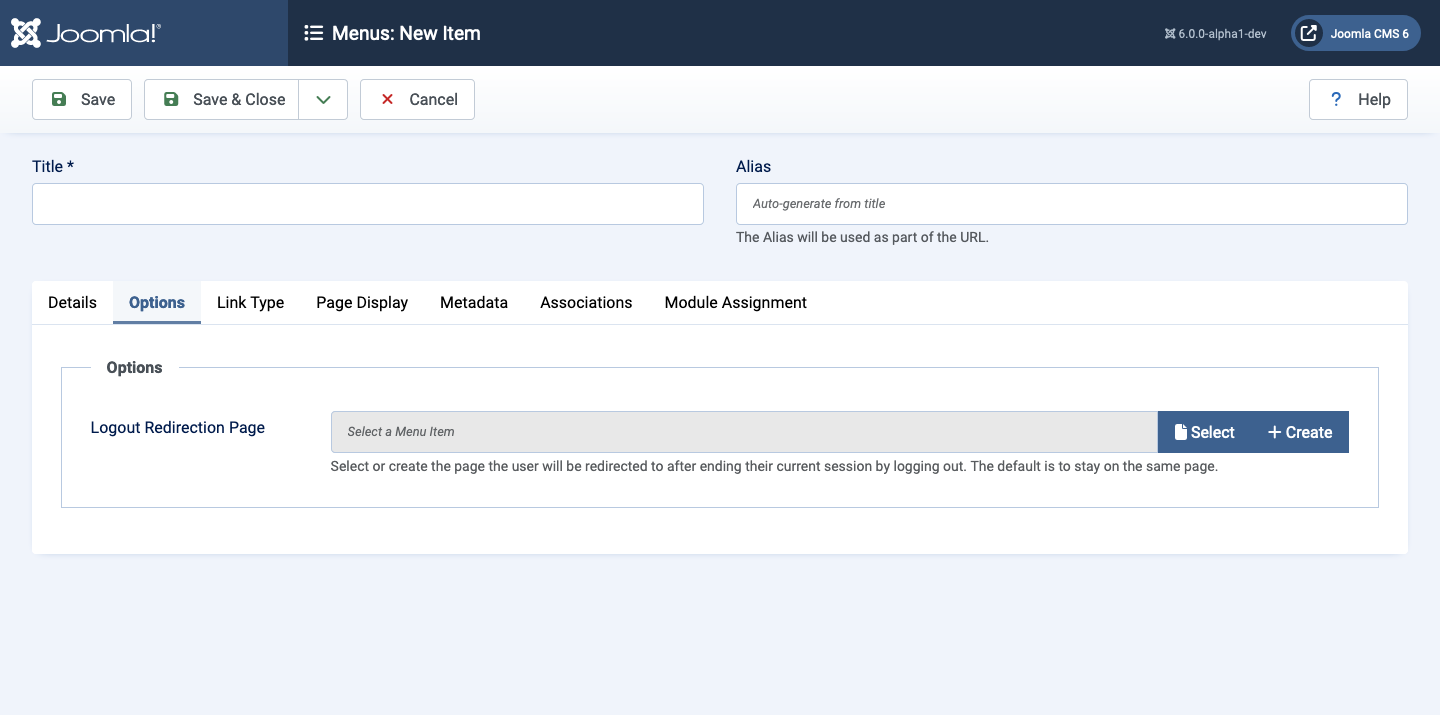 Joomla!®
Menus: New Item
6.0.0-alpha1-dev
Joomla CMS 6
Save
Save & Close
Cancel
? Help
Title *
Alias
Auto-generate from title
The Alias will be used as part of the URL.
Details Options Link Type Page Display Metadata Associations Module Assignment
Options
Logout Redirection Page
Select a Menu Item
Select
Create
Select or create the page the user will be redirected to after ending their current session by logging out. The default is to stay on the same page.